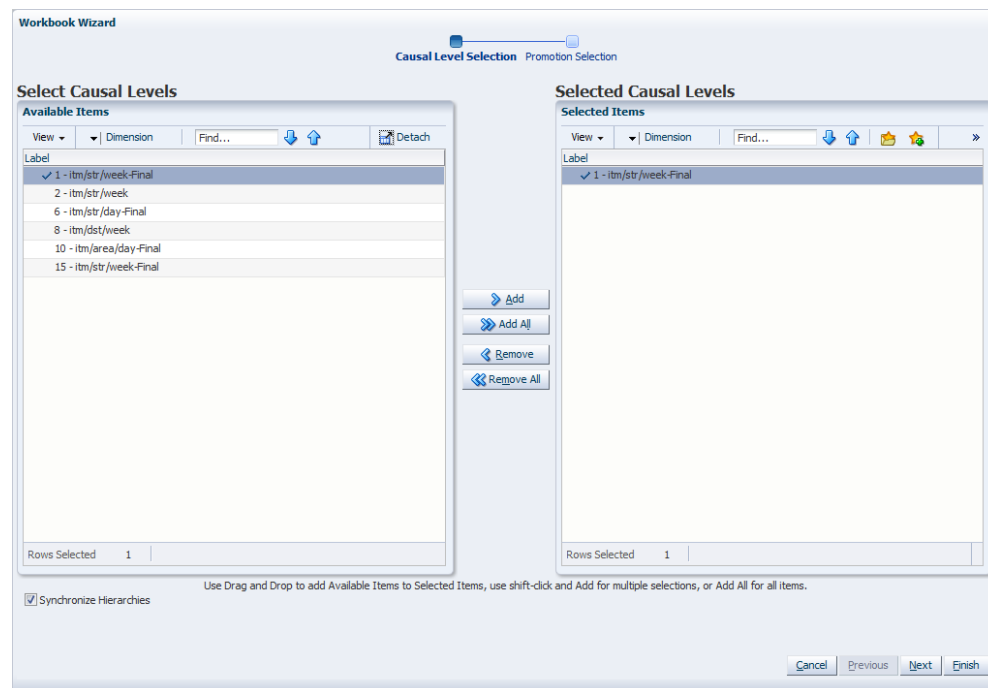 Workbook Wizard
Causal Level Selection Promotion Selection
Select Causal Levels
Selected Causal Levels
Available Items
Selected Items
View Dimension Find... Detach
View Dimension Find... »
Label
Label
1 - itm/str/week-Final
1 - itm/str/week-Final
2 - itm/str/week
6 - itm/str/day-Final
8 - itm/dst/week
10 - itm/area/day-Final
15 - itm/str/week-Final
Add
Add All
Remove
Remove All
Rows Selected 1
Rows Selected 1
Use Drag and Drop to add Available Items to Selected Items, use shift-click and Add for multiple selections, or Add All for all items.
Synchronize Hierarchies
Cancel Previous Next Finish